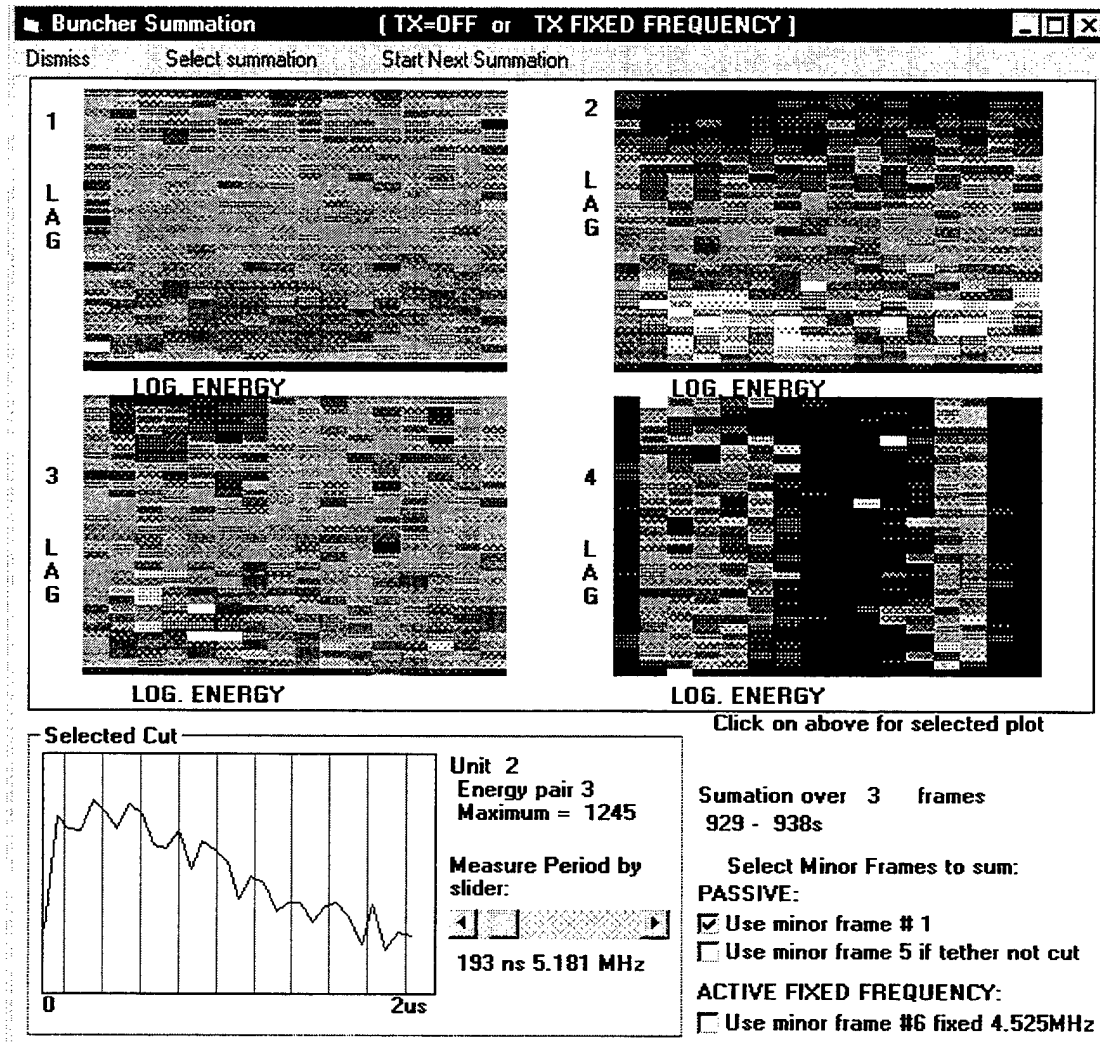 Buncher Summation [ TX=OFF or TX FIXED FREQUENCY ]
Dismiss Select summation Start Next Summation
1
LAG
LOG. ENERGY
2
LAG
LOG. ENERGY
3
LAG
LOG. ENERGY
4
LAG
LOG. ENERGY
Click on above for selected plot
Selected Cut
0 2us
Unit 2
Energy pair 3
Maximum = 1245
Measure Period by
slider:
193 ns 5.181 MHz
Sumation over 3 frames
929 - 938s
Select Minor Frames to sum:
PASSIVE:
Use minor frame # 1
Use minor frame 5 if tether not cut
ACTIVE FIXED FREQUENCY:
Use minor frame #6 fixed 4.525MHz